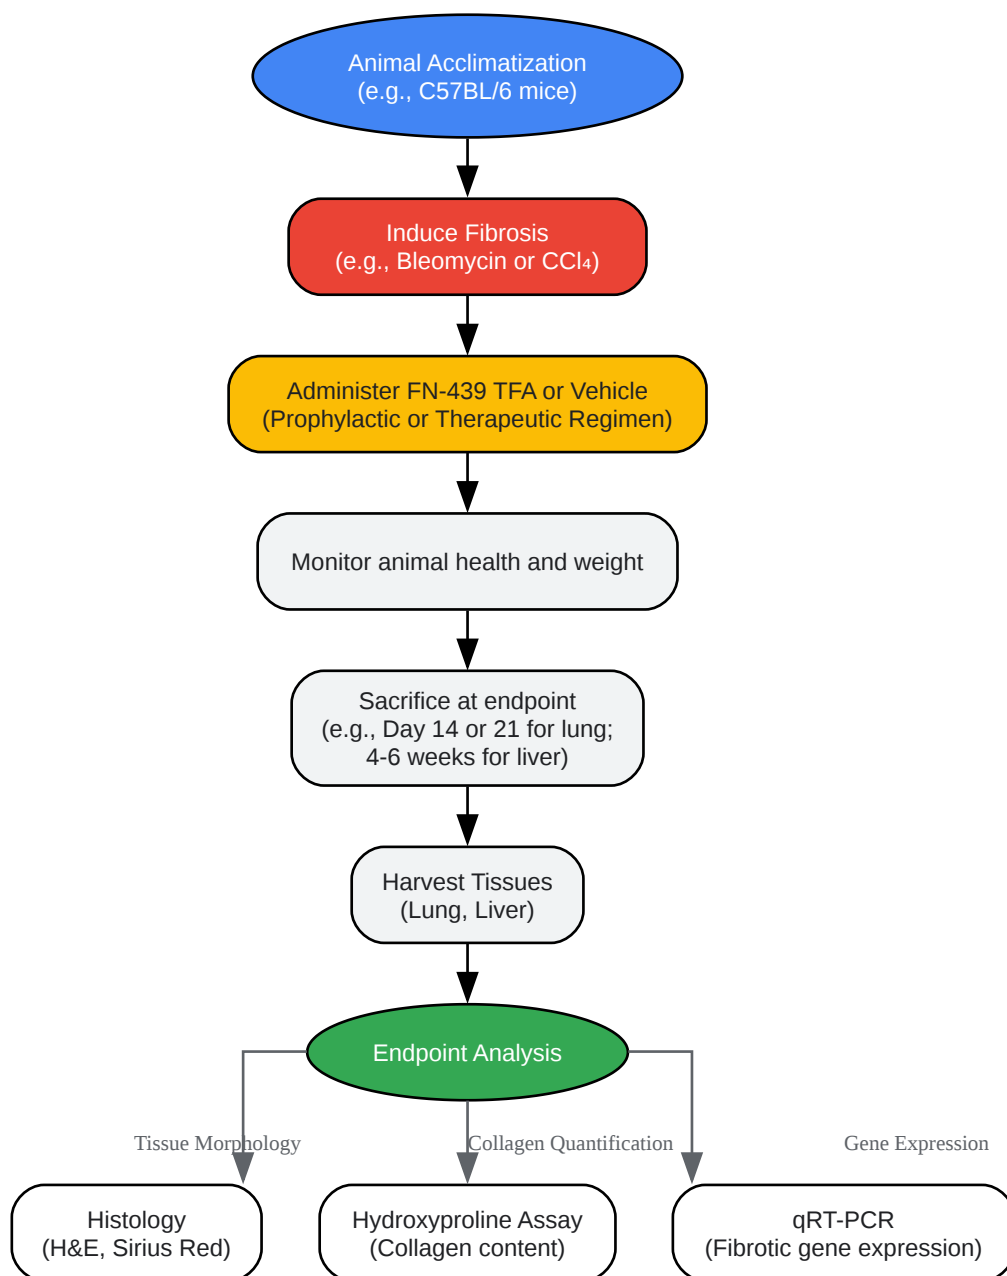 Animal Acclimatization
(e.g., C57BL/6 mice)
Induce Fibrosis
(e.g., Bleomycin or CCl₄)
Administer FN-439 TFA or Vehicle
(Prophylactic or Therapeutic Regimen)
Monitor animal health and weight
Sacrifice at endpoint
(e.g., Day 14 or 21 for lung;
4-6 weeks for liver)
Harvest Tissues
(Lung, Liver)
Endpoint Analysis
Tissue Morphology
Collagen Quantification
Gene Expression
Histology
(H&E, Sirius Red)
Hydroxyproline Assay
(Collagen content)
qRT-PCR
(Fibrotic gene expression)